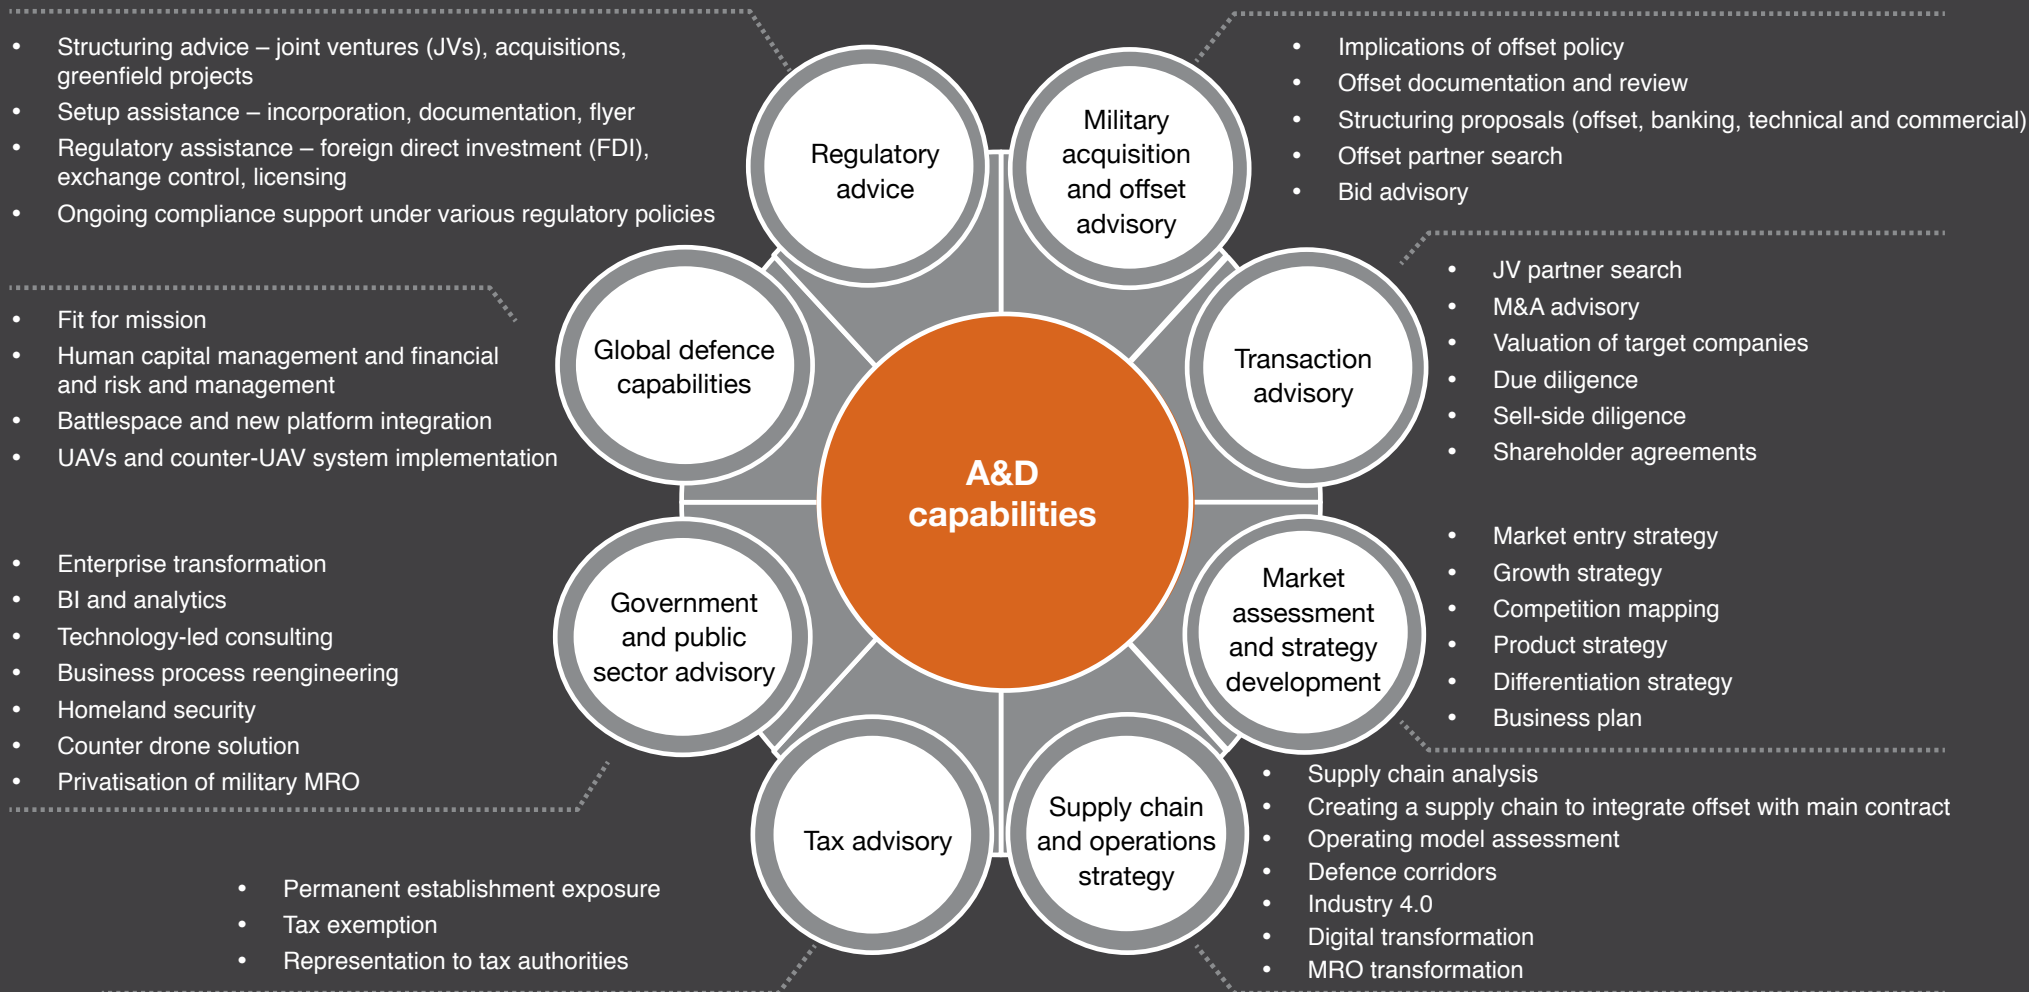 • Structuring advice – joint ventures (JVs), acquisitions,
greenfield projects
• Setup assistance – incorporation, documentation, flyer
• Regulatory assistance – foreign direct investment (FDI),
exchange control, licensing
• Ongoing compliance support under various regulatory policies
Regulatory
advice
Military
acquisition
and offset
advisory
• Implications of offset policy
• Offset documentation and review
• Structuring proposals (offset, banking, technical and commercial)
• Offset partner search
• Bid advisory
• Fit for mission
• Human capital management and financial
and risk and management
• Battlespace and new platform integration
• UAVs and counter-UAV system implementation
Global defence
capabilities
Transaction
advisory
• JV partner search
• M&A advisory
• Valuation of target companies
• Due diligence
• Sell-side diligence
• Shareholder agreements
A&D
capabilities
• Enterprise transformation
• BI and analytics
• Technology-led consulting
• Business process reengineering
• Homeland security
• Counter drone solution
• Privatisation of military MRO
Government
and public
sector advisory
Market
assessment
and strategy
development
• Market entry strategy
• Growth strategy
• Competition mapping
• Product strategy
• Differentiation strategy
• Business plan
• Permanent establishment exposure
• Tax exemption
• Representation to tax authorities
Tax advisory
Supply chain
and operations
strategy
• Supply chain analysis
• Creating a supply chain to integrate offset with main contract
• Operating model assessment
• Defence corridors
• Industry 4.0
• Digital transformation
• MRO transformation